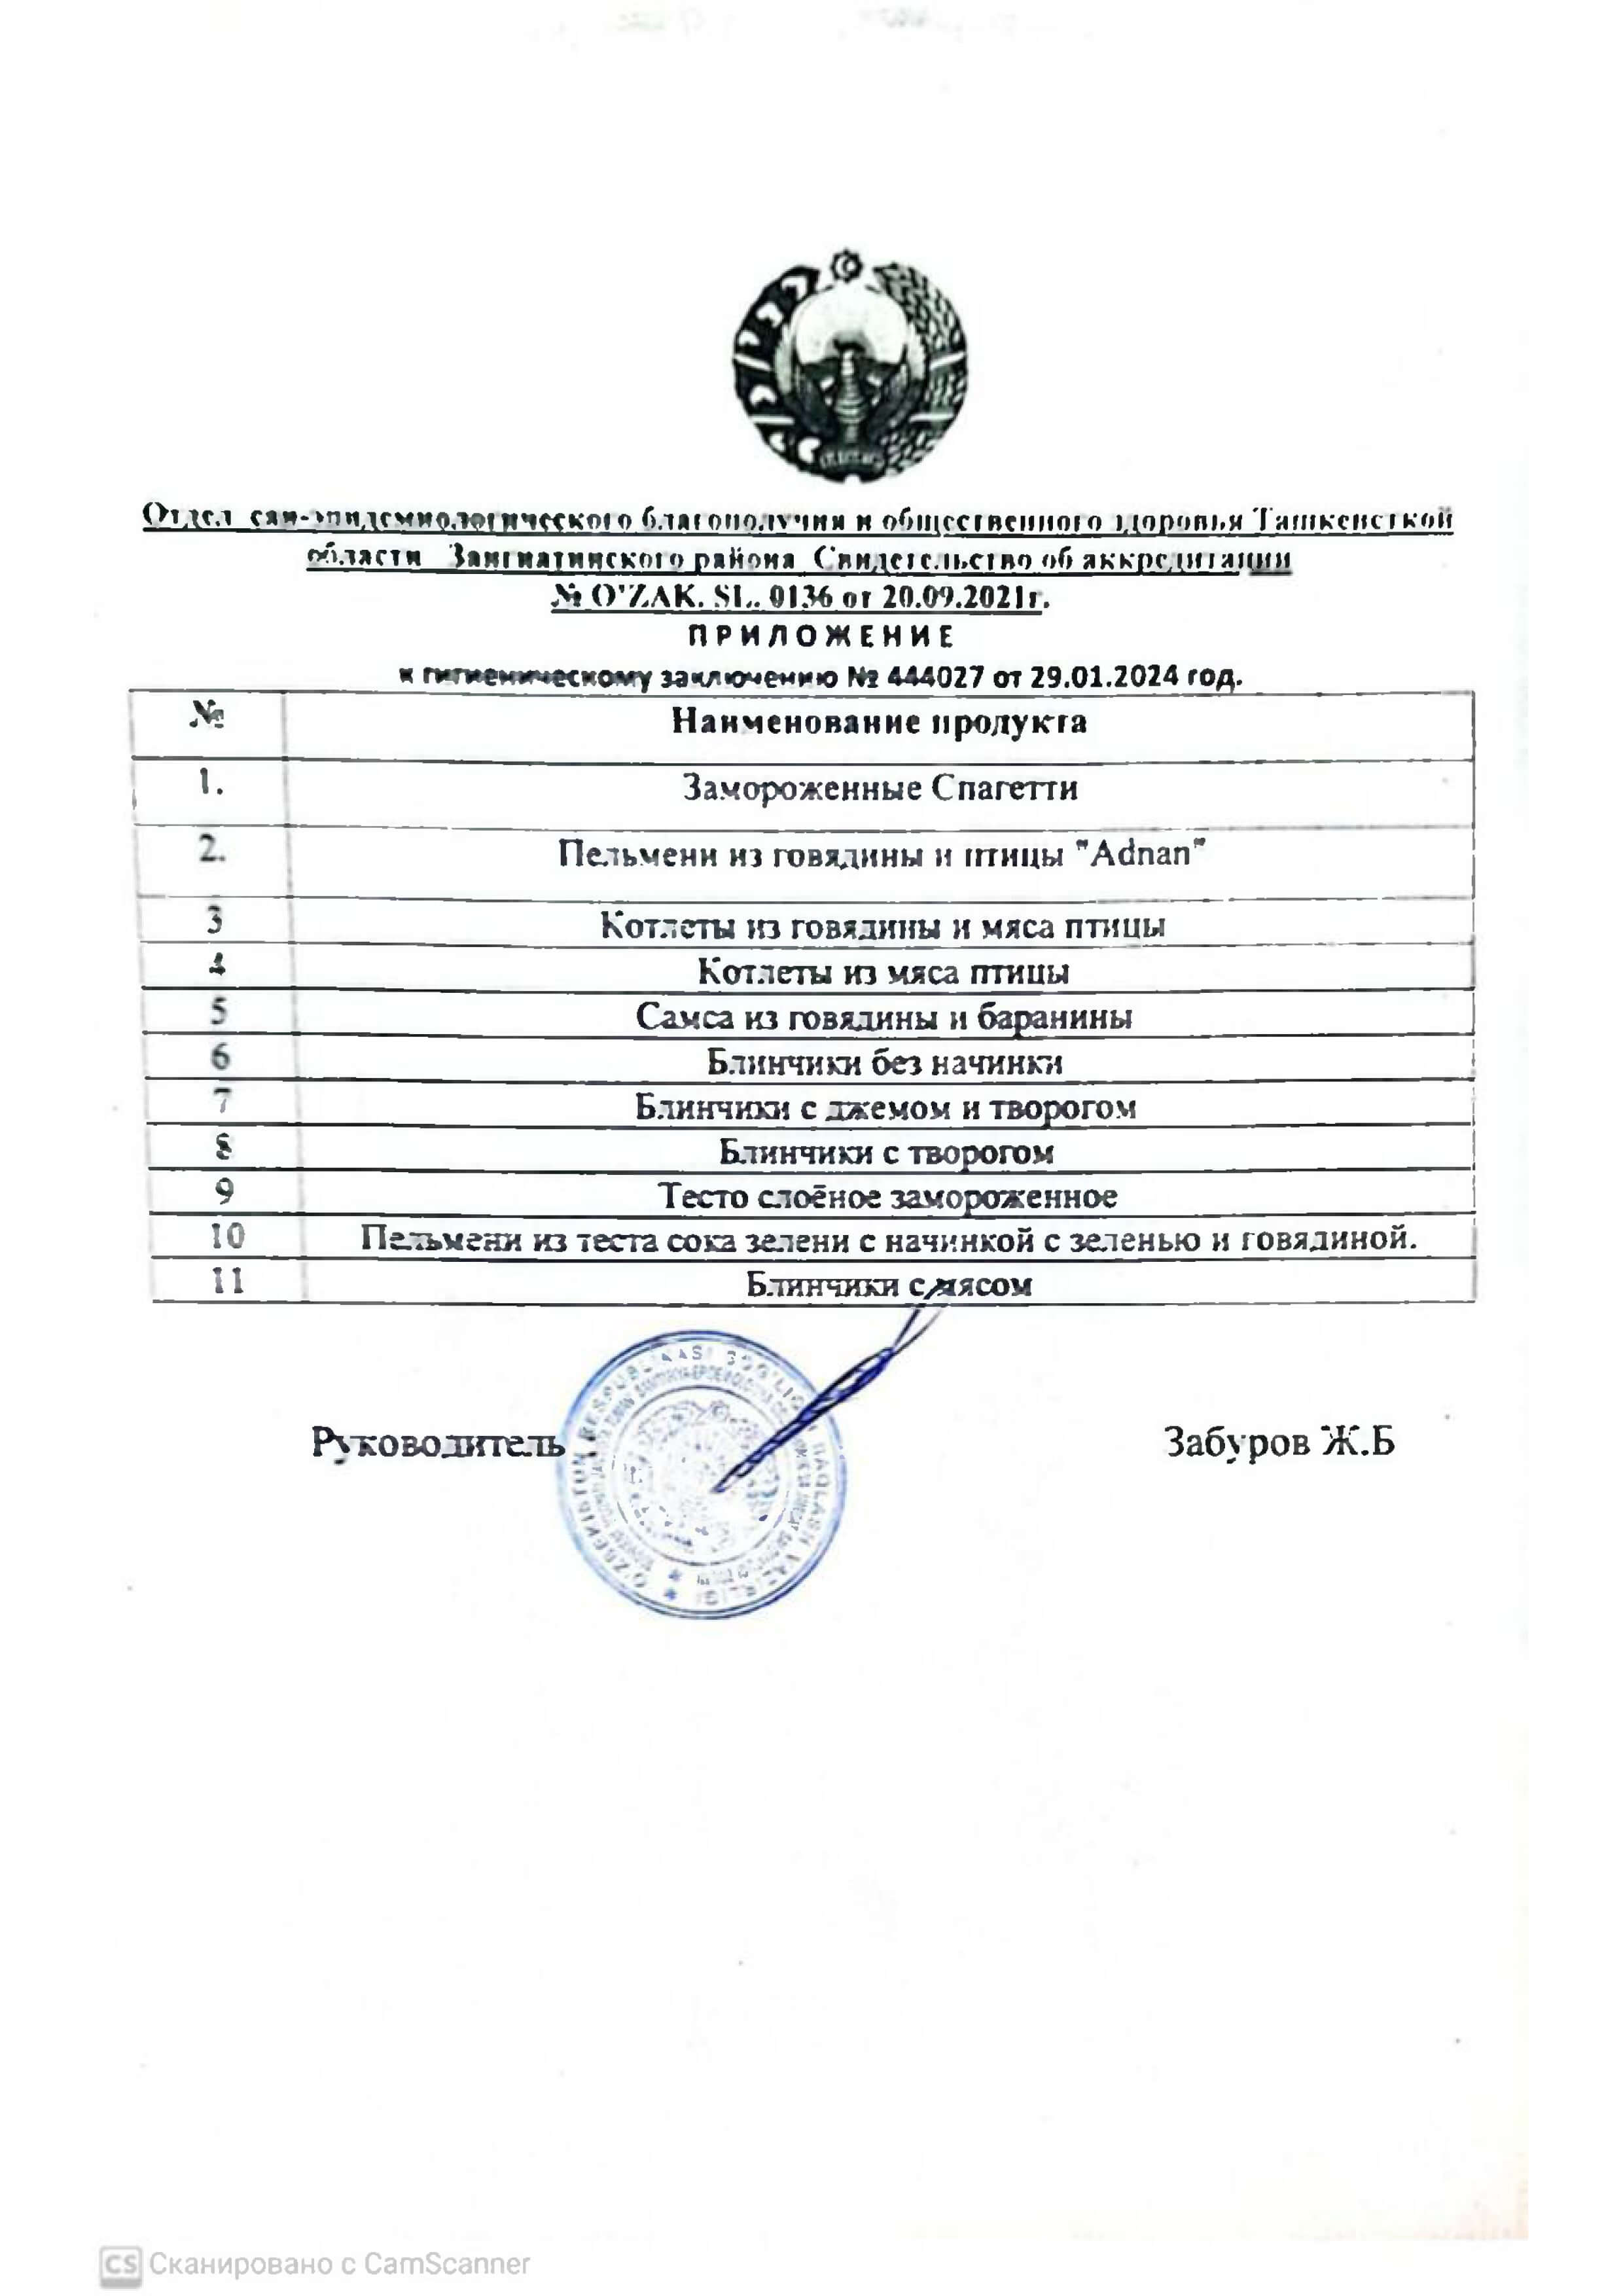 Отдел сан-эпидемиологического благополучия и общественного здоровья Ташкенсткой
области Зангиатинского района Свидетельство об аккредитации
№ O'ZAK. SL. 0136 от 20.09.2021г.
ПРИЛОЖЕНИЕ
к гигиеническому заключению № 444027 от 29.01.2024 год.
№ Наименование продукта
1. Замороженные Спагетти
2. Пельмени из говядины и птицы "Adnan"
3 Котлеты из говядины и мяса птицы
4 Котлеты из мяса птицы
5 Самса из говядины и баранины
6 Блинчики без начинки
7 Блинчики с джемом и творогом
8 Блинчики с творогом
9 Тесто слоёное замороженное
10 Пельмени из теста сока зелени с начинкой с зеленью и говядиной.
11 Блинчики с мясом
Руководитель Забуров Ж.Б
O'ZBEKISTON RESPUBLIKASI SOG'LIQNI SAQLASH VAZIRLIGI
CS Сканировано с CamScanner